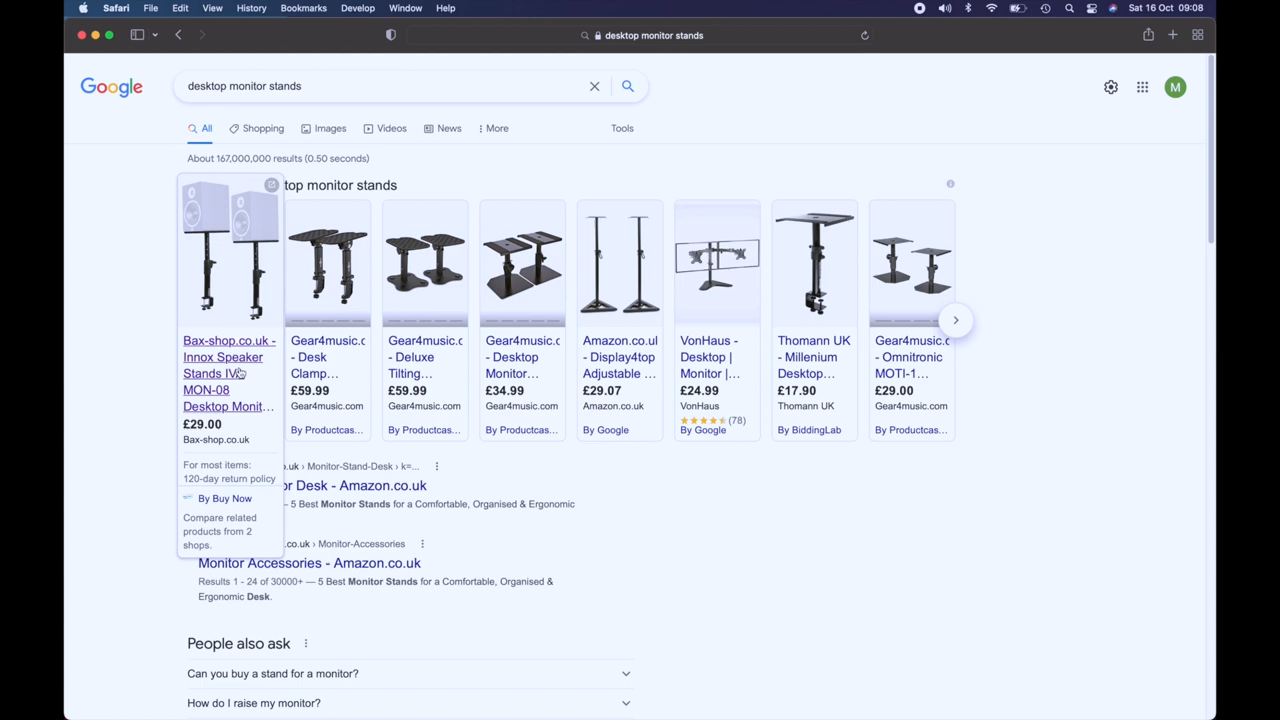 Safari File Edit View History Bookmarks Develop Window Help Sat 16 Oct 09:08
desktop monitor stands
Google desktop monitor stands M
All Shopping Images Videos News More Tools
About 167,000,000 results (0.50 seconds)
top monitor stands
Bax-shop.co.uk -
Innox Speaker
Stands IVA
MON-08
Desktop Monit...
£29.00
Bax-shop.co.uk
For most items:
120-day return policy
By Buy Now
Compare related
products from 2
shops.
Gear4music.c
- Desk
Clamp...
£59.99
Gear4music.com
By Productcas...
Gear4music.c
- Deluxe
Tilting...
£59.99
Gear4music.com
By Productcas...
Gear4music.c
- Desktop
Monitor...
£34.99
Gear4music.com
By Productcas...
Amazon.co.ul
- Display4top
Adjustable ...
£29.07
Amazon.co.uk
By Google
VonHaus -
Desktop |
Monitor |...
£24.99
VonHaus
(78)
By Google
Thomann UK
- Millenium
Desktop...
£17.90
Thomann UK
By BiddingLab
Gear4music.c
- Omnitronic
MOTI-1...
£29.00
Gear4music.com
By Productcas...
.uk › Monitor-Stand-Desk › k=...
or Desk - Amazon.co.uk
— 5 Best Monitor Stands for a Comfortable, Organised & Ergonomic
.co.uk › Monitor-Accessories
Monitor Accessories - Amazon.co.uk
Results 1 - 24 of 30000+ — 5 Best Monitor Stands for a Comfortable, Organised &
Ergonomic Desk.
People also ask
Can you buy a stand for a monitor?
How do I raise my monitor?